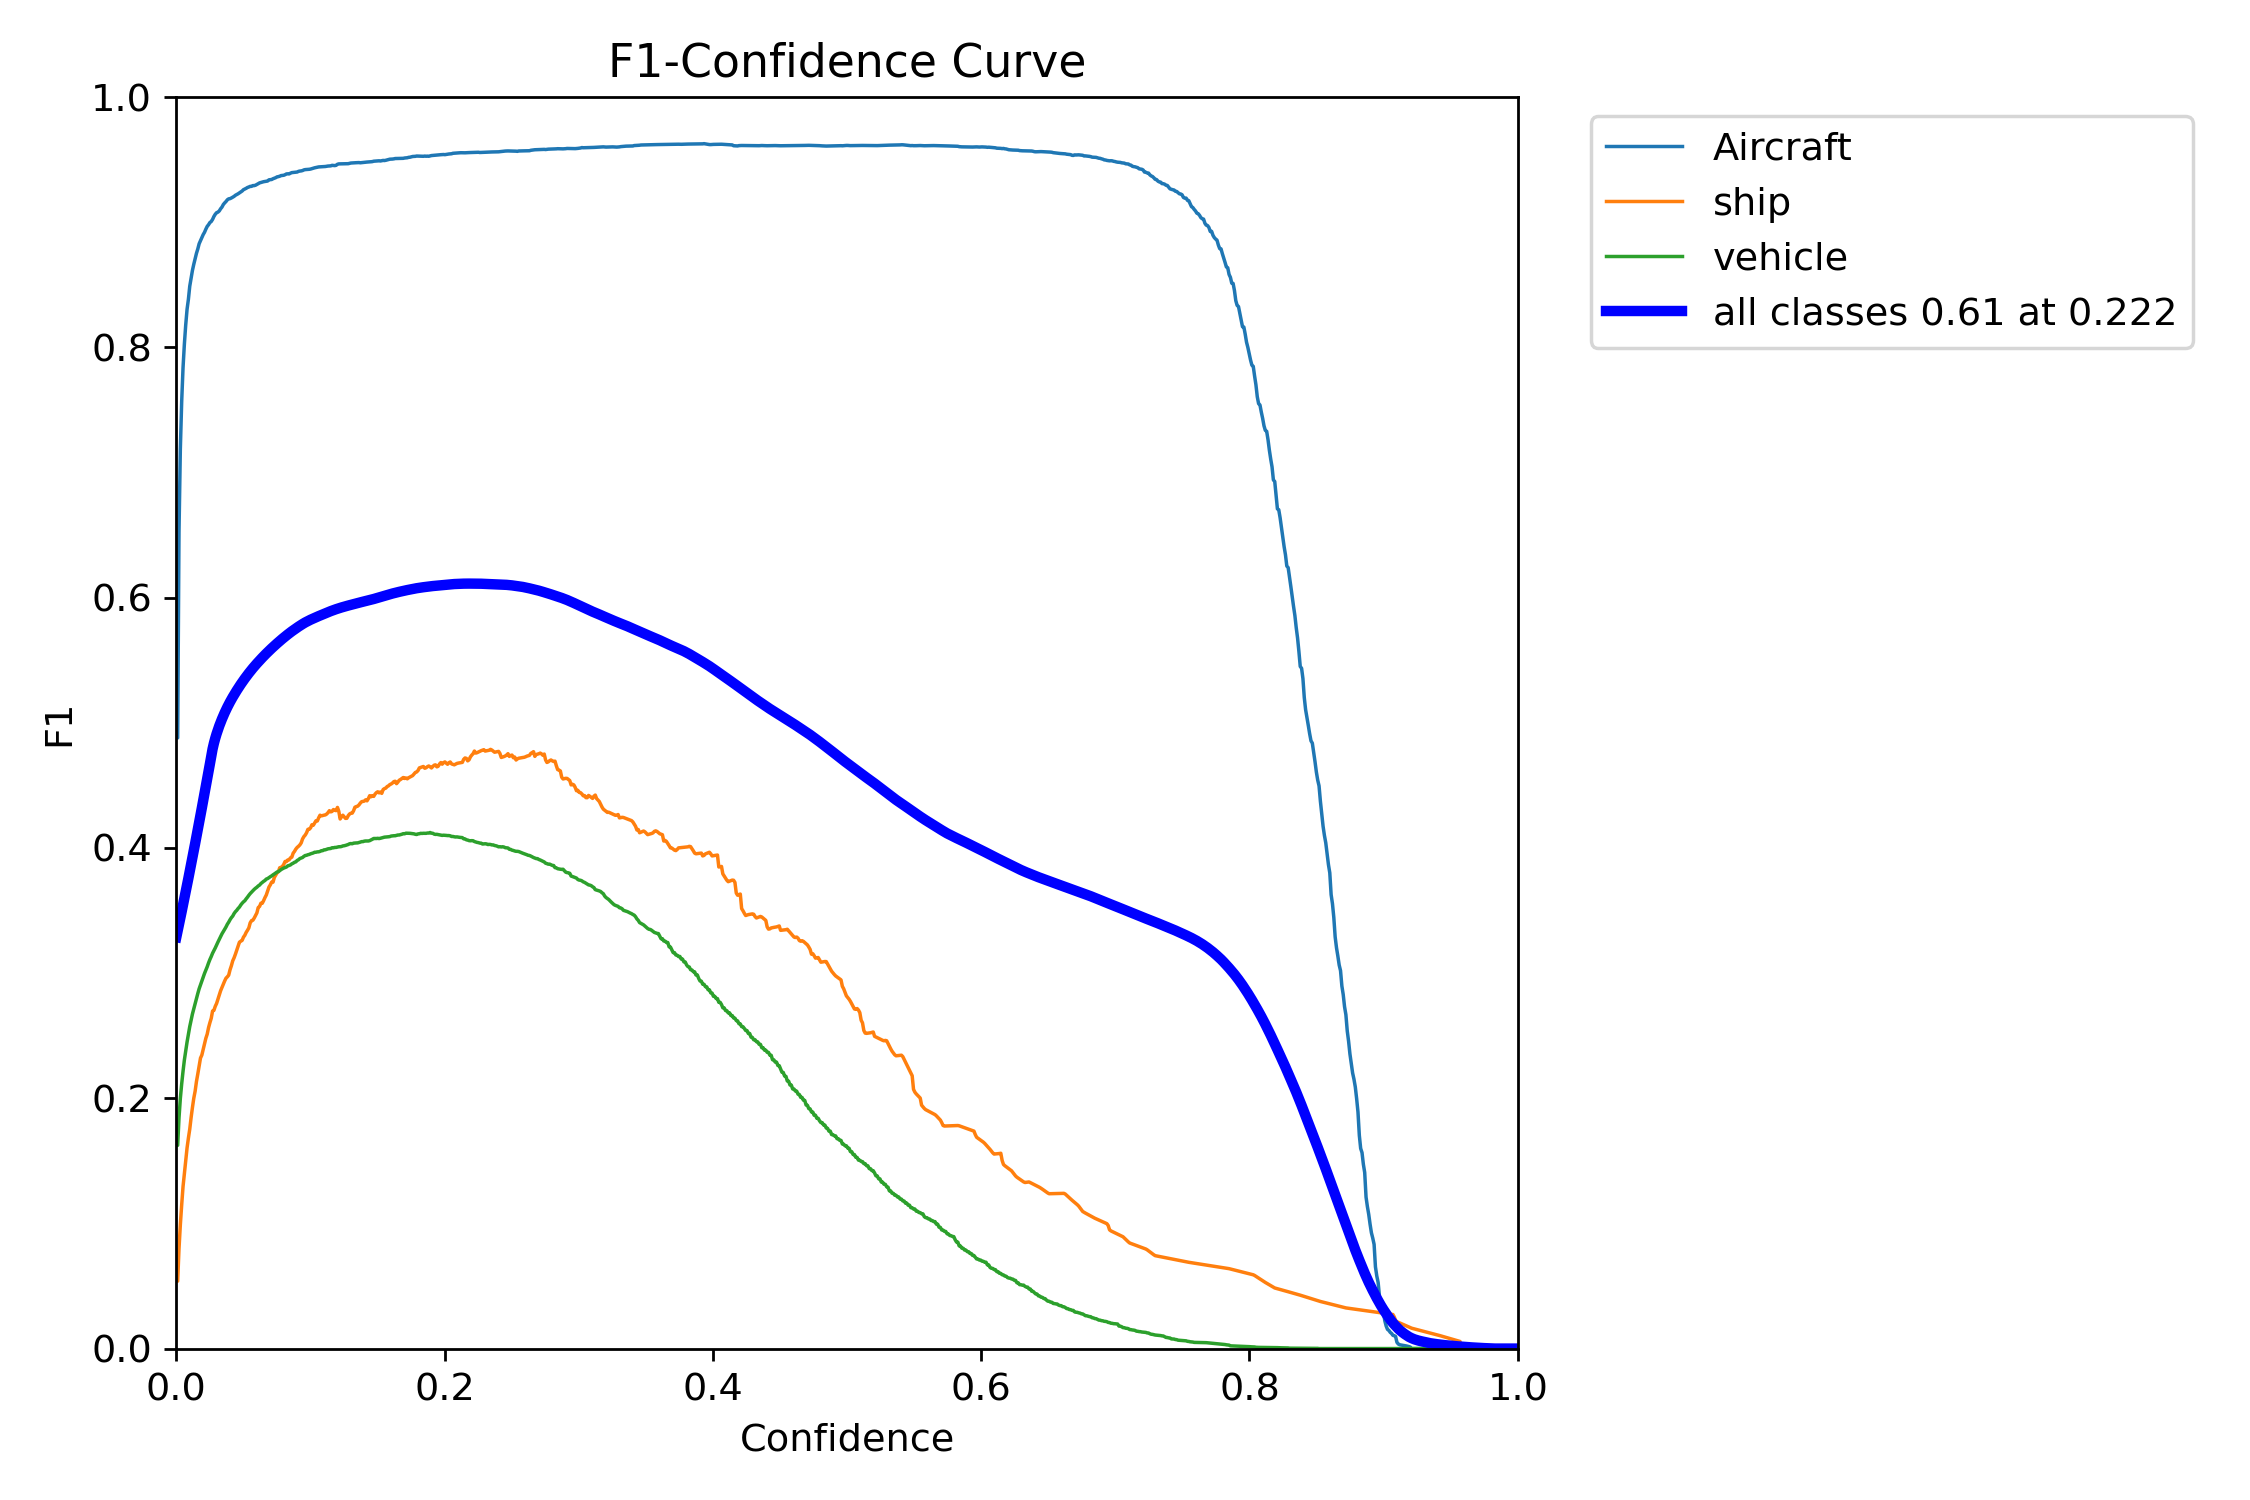 F1-Confidence Curve
1.0
0.8
0.6
0.4
0.2
0.0
F1
0.0 0.2 0.4 0.6 0.8 1.0
Confidence
Aircraft
ship
vehicle
all classes 0.61 at 0.222